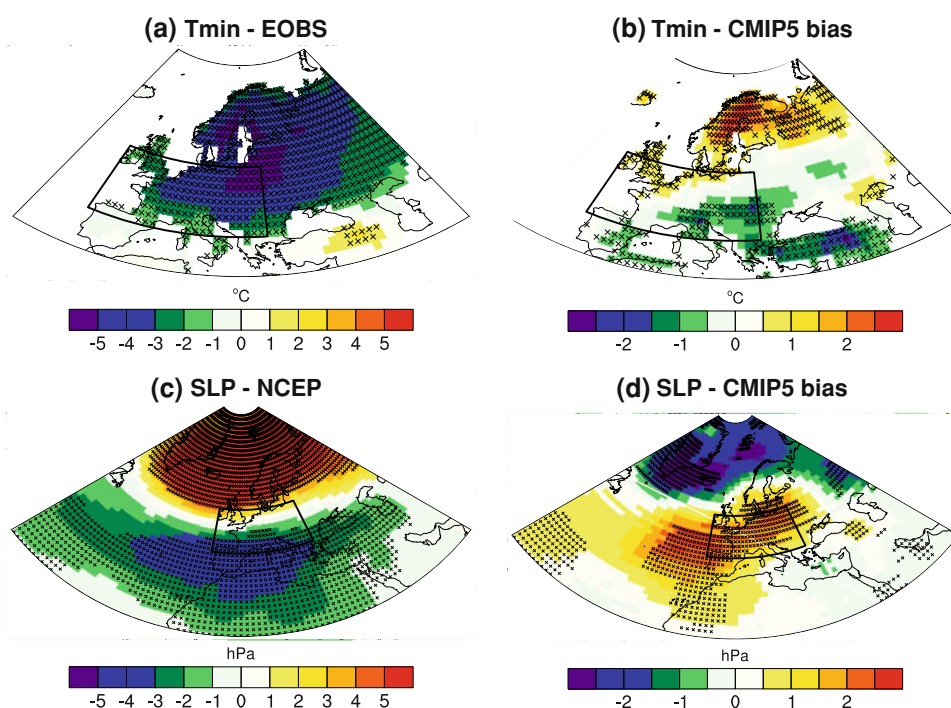 (a) Tmin - EOBS
(b) Tmin - CMIP5 bias
°C
-5 -4 -3 -2 -1 0 1 2 3 4 5
°C
-2 -1 0 1 2
(c) SLP - NCEP
(d) SLP - CMIP5 bias
hPa
-5 -4 -3 -2 -1 0 1 2 3 4 5
hPa
-2 -1 0 1 2